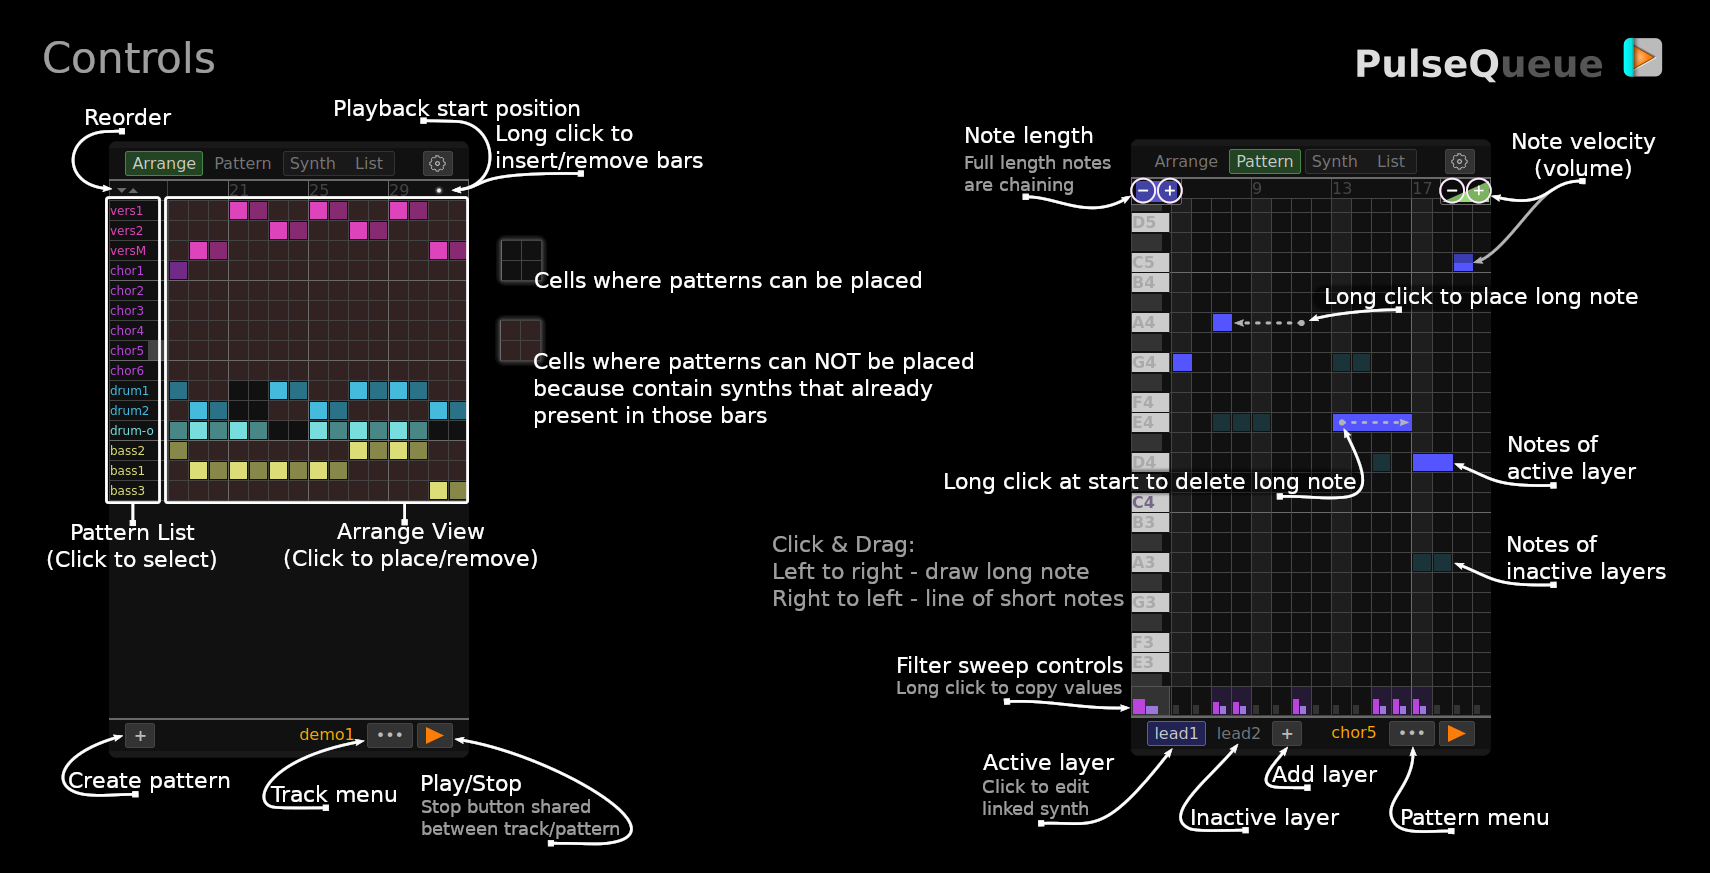 Controls
PulseQueue
Reorder
Playback start position
Long click to
insert/remove bars
Arrange Pattern Synth List
21 25 29
vers1
vers2
versM
chor1
chor2
chor3
chor4
chor5
chor6
drum1
drum2
drum-o
bass2
bass1
bass3
Cells where patterns can be placed
Cells where patterns can NOT be placed
because contain synths that already
present in those bars
Pattern List
(Click to select)
Arrange View
(Click to place/remove)
+ demo1 •••
Create pattern
Track menu
Play/Stop
Stop button shared
between track/pattern
Note length
Full length notes
are chaining
Note velocity
(volume)
Arrange Pattern Synth List
− + 9 13 17 − +
D5
C5
B4
A4
G4
F4
E4
D4
C4
B3
A3
G3
F3
E3
Long click to place long note
Long click at start to delete long note
Notes of
active layer
Notes of
inactive layers
Click & Drag:
Left to right - draw long note
Right to left - line of short notes
Filter sweep controls
Long click to copy values
lead1 lead2 + chor5 •••
Active layer
Click to edit
linked synth
Add layer
Inactive layer
Pattern menu